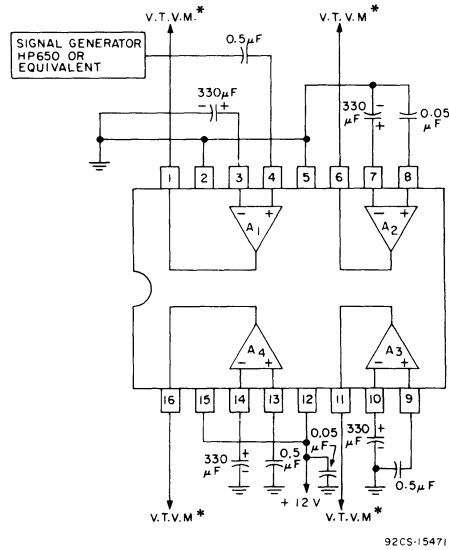 V.T.V.M.*
V.T.V.M*
SIGNAL GENERATOR
HP650 OR
EQUIVALENT
0.5μF
330μF
- +
330
μF
-
+
0.05
μF
1 2 3 4 5 6 7 8
- +
A1
- +
A2
A4
- +
A3
- +
16 15 14 13 12 11 10 9
330
μF
+
-
0.5
μF
0.05
μF
330
μF
+
-
0.5μF
+12V
V.T.V.M*
V.T.V.M*
92CS-15471